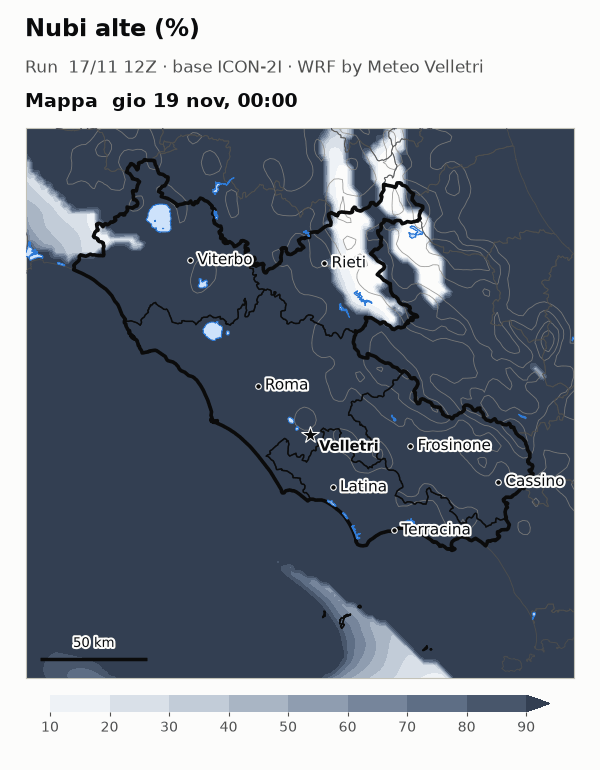 Nubi alte (%)
Run  17/11 12Z · base ICON-2I · WRF by Meteo Velletri
Mappa  gio 19 nov, 00:00
Viterbo
Rieti
Roma
Velletri
Frosinone
Latina
Cassino
Terracina
50 km
10 20 30 40 50 60 70 80 90